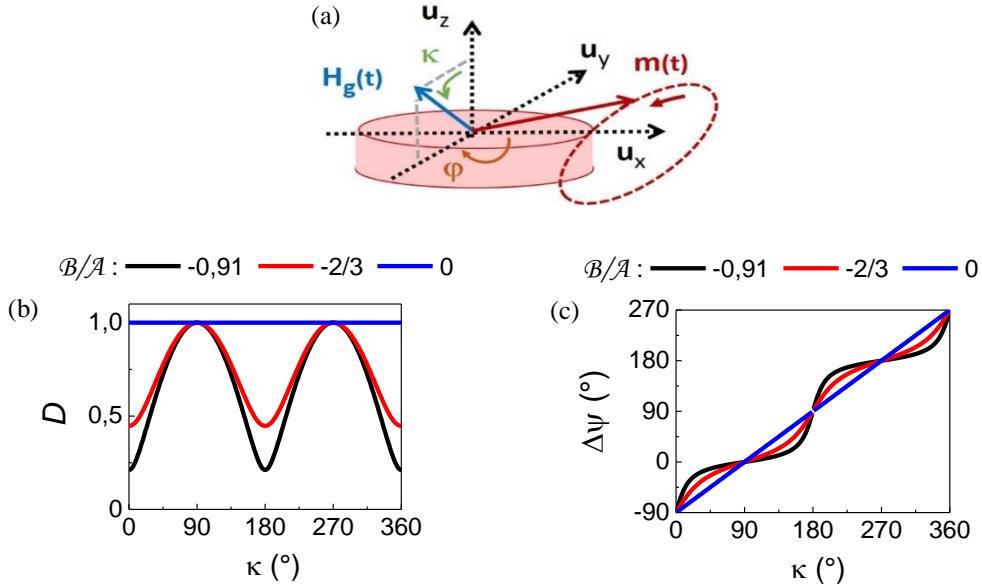 (a)
u_z
κ
u_y
H_g(t)
m(t)
φ
u_x
ℬ/𝒜 : -0,91 -2/3 0
(b)
1,0
0,5
0
D
0 90 180 270 360
κ (°)
ℬ/𝒜 : -0,91 -2/3 0
(c)
270
180
90
0
-90
Δψ (°)
0 90 180 270 360
κ (°)